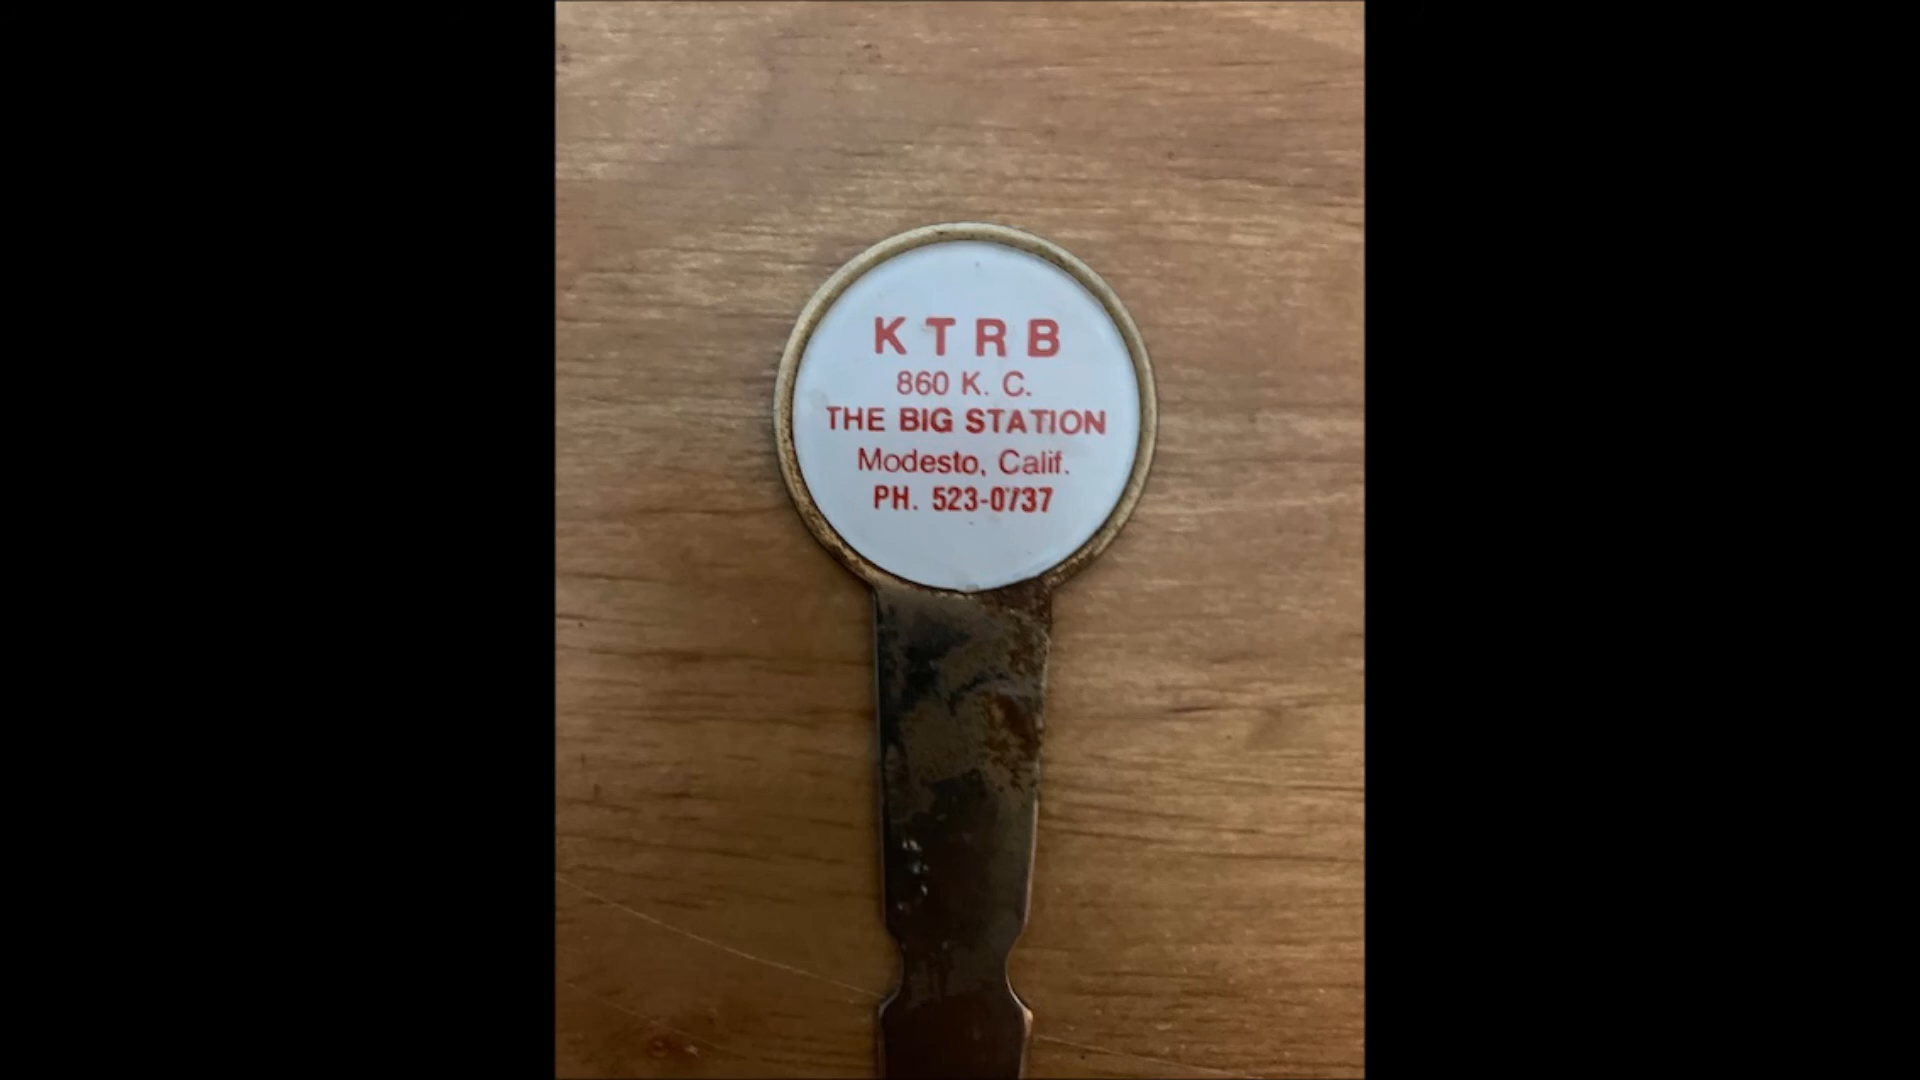 KTRB
860 K. C.
THE BIG STATION
Modesto, Calif.
PH. 523-0737